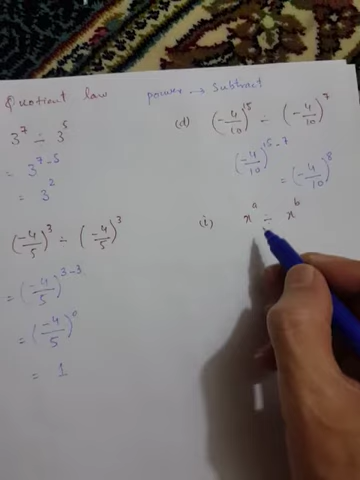 Quotient law power → Subtract
3^7 ÷ 3^5
= 3^{7-5}
= 3^2
(-4/5)^3 ÷ (-4/5)^3
= (-4/5)^{3-3}
= (-4/5)^0
= 1
(d) (-4/10)^{15} ÷ (-4/10)^7
(-4/10)^{15-7}
= (-4/10)^8
(i) x^a ÷ x^b